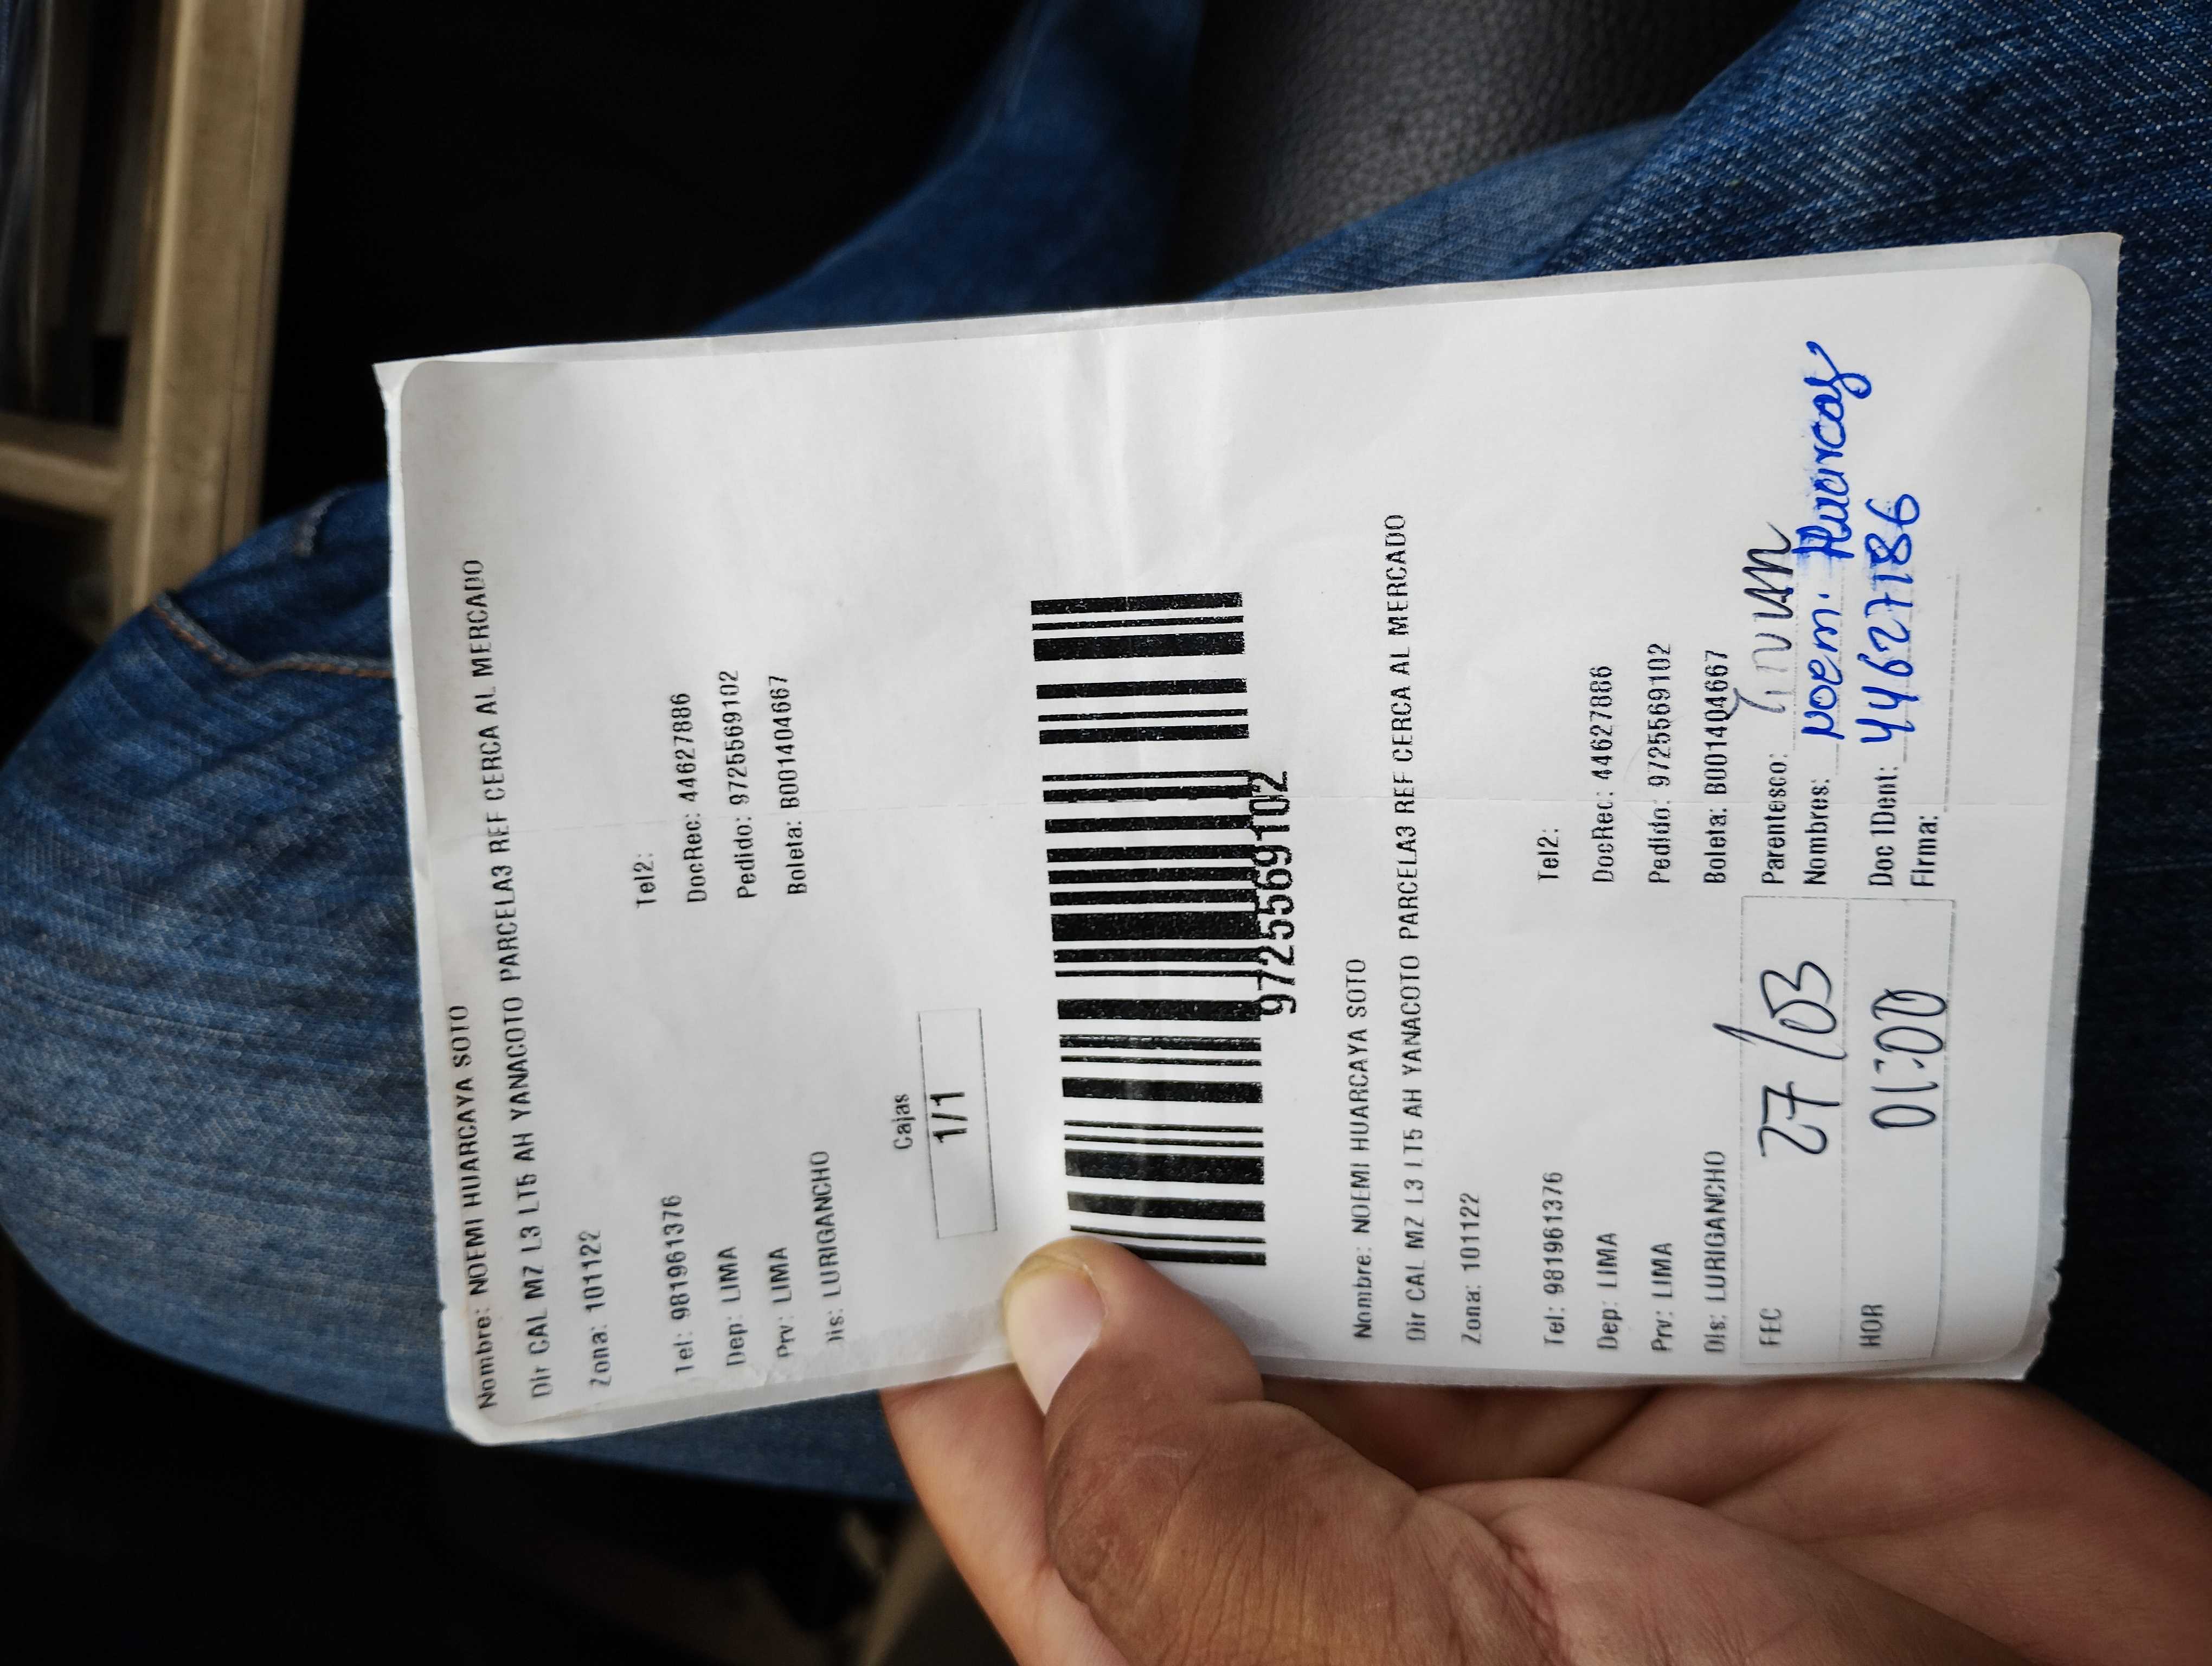 Nombre: NOEMI HUARCAYA SOTO
Dir CAL MZ L3 LT5 AH YANACOTO PARCELA3 REF CERCA AL MERCADO
Zona: 101122
Tel: 981961376 Tel2:
Dep: LIMA DocRec: 44627886
Prv: LIMA Pedido: 9725569102
Dis: LURIGANCHO Boleta: B001404667
Cajas
1/1
9725569102
Nombre: NOEMI HUARCAYA SOTO
Dir CAL MZ L3 LT5 AH YANACOTO PARCELA3 REF CERCA AL MERCADO
Zona: 101122
Tel: 981961376 Tel2:
Dep: LIMA DocRec: 44627886
Prv: LIMA Pedido: 9725569102
Dis: LURIGANCHO Boleta: B001404667
FEC 27/03 Parentesco:
Nombres: Noemi Huarcay
HOR 01:00 Doc IDent: 44627186
Firma: